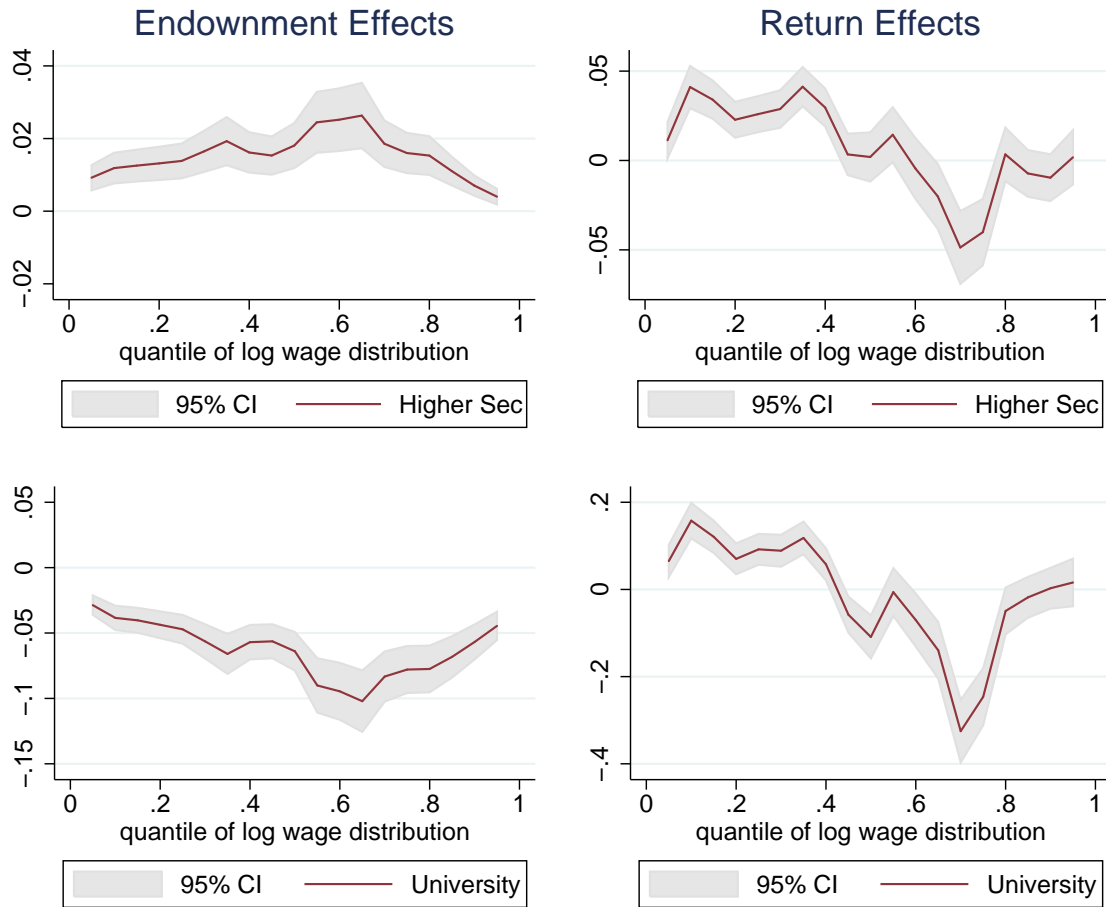 Endownment Effects
.04
.02
0
−.02
0 .2 .4 .6 .8 1
quantile of log wage distribution
95% CI Higher Sec
Return Effects
.05
0
−.05
0 .2 .4 .6 .8 1
quantile of log wage distribution
95% CI Higher Sec
.05
0
−.05
−.1
−.15
0 .2 .4 .6 .8 1
quantile of log wage distribution
95% CI University
.2
0
−.2
−.4
0 .2 .4 .6 .8 1
quantile of log wage distribution
95% CI University